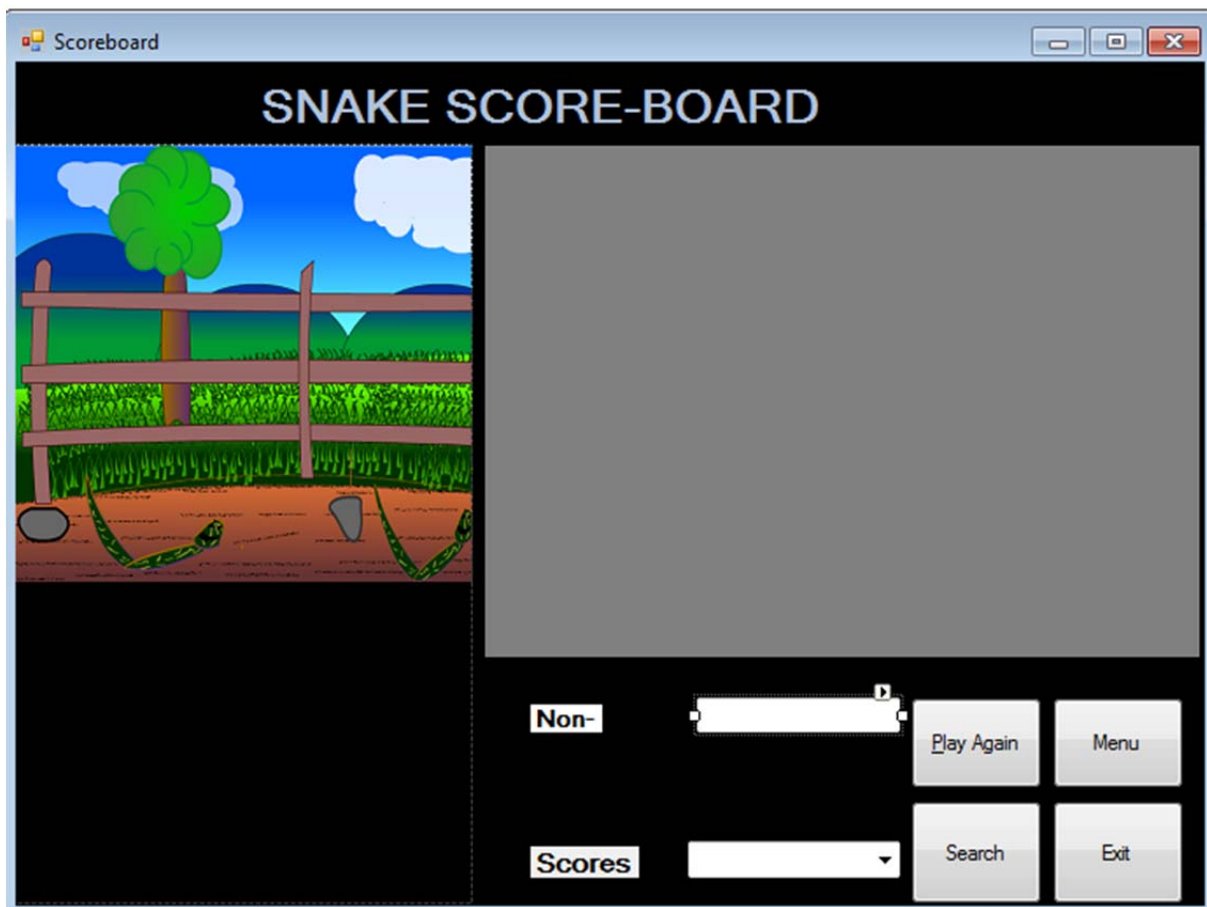 Scoreboard
SNAKE SCORE-BOARD
Non-
Play Again
Menu
Scores
Search
Exit